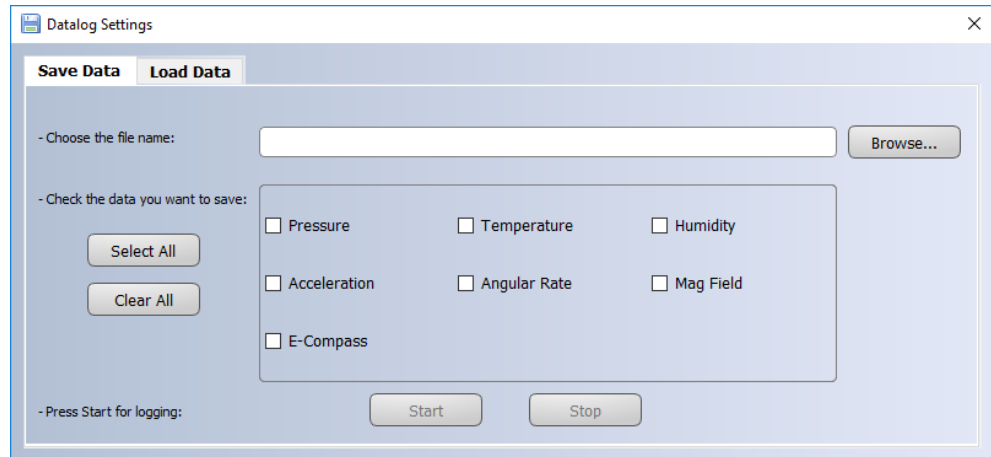 Datalog Settings
Save Data Load Data
- Choose the file name: Browse...
- Check the data you want to save:
Pressure Temperature Humidity
Select All
Acceleration Angular Rate Mag Field
Clear All
E-Compass
- Press Start for logging: Start Stop